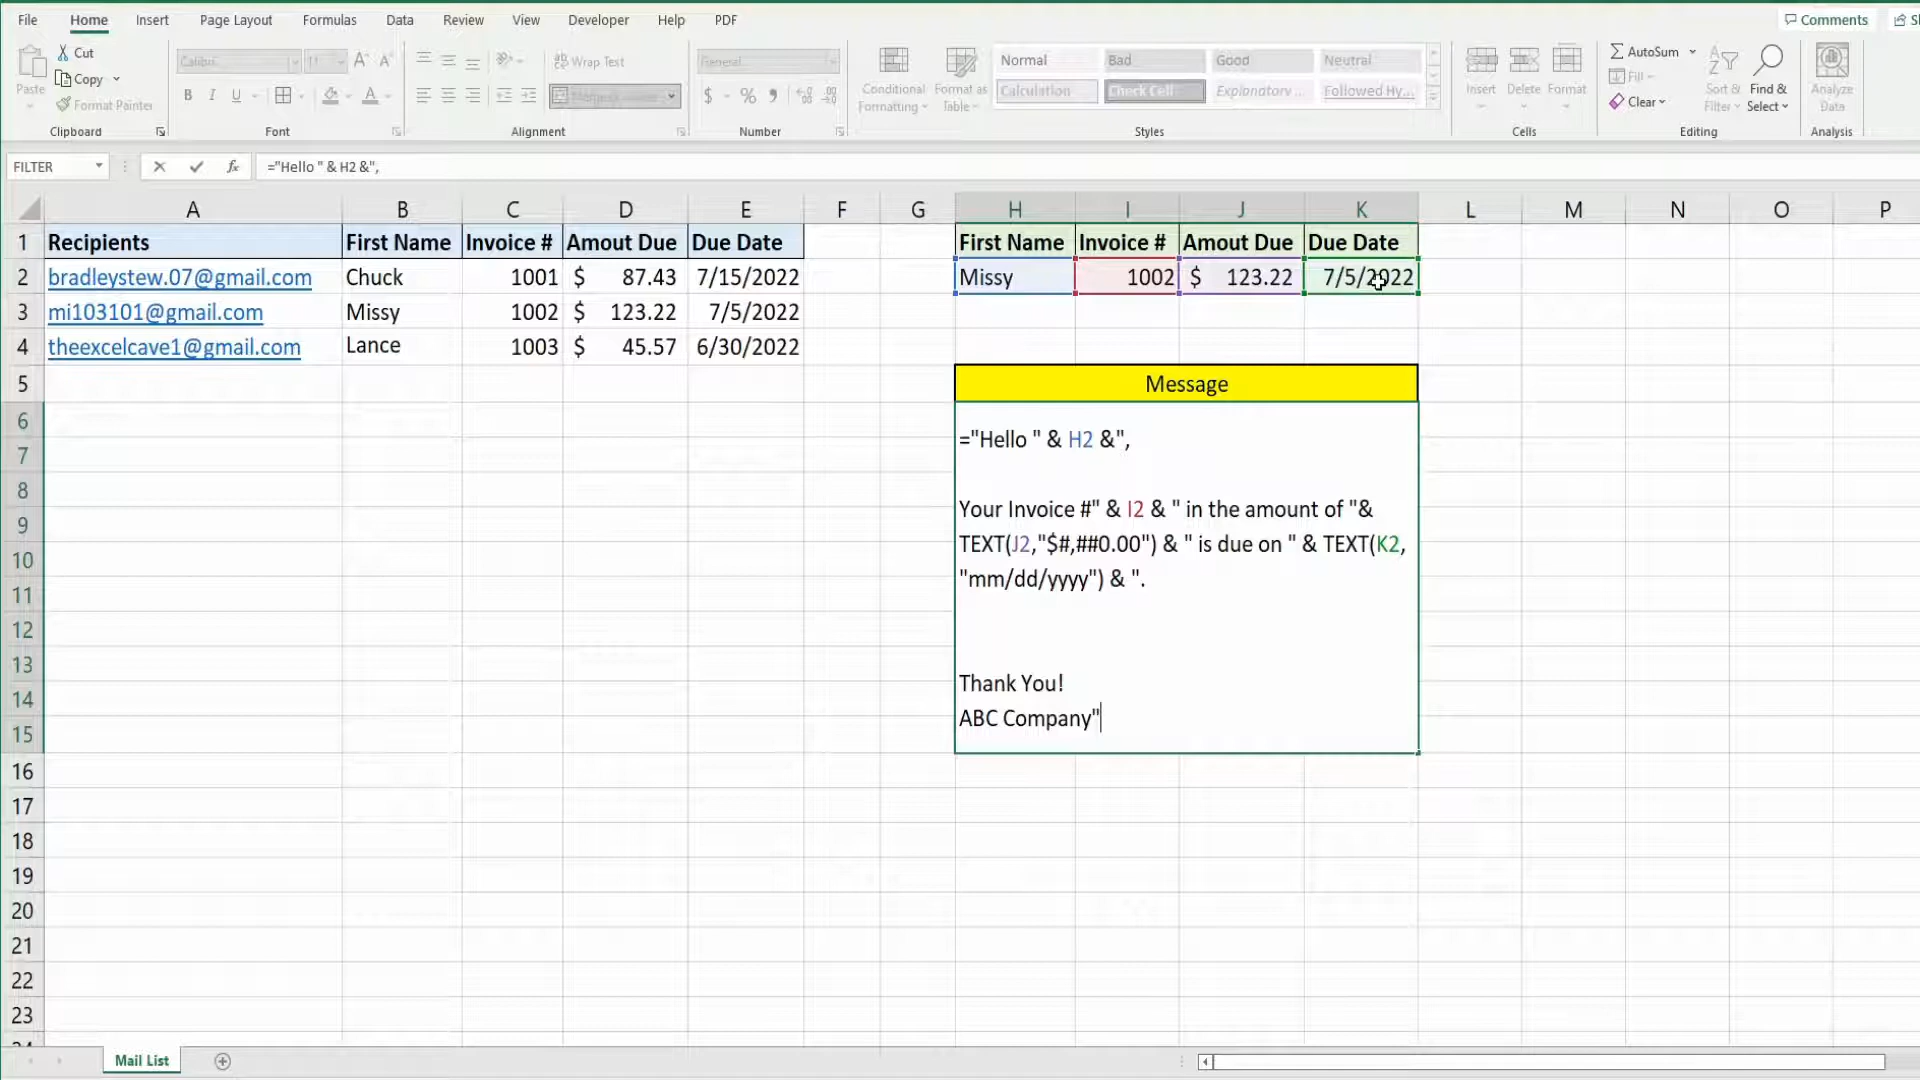 File Home Insert Page Layout Formulas Data Review View Developer Help PDF Comments
Cut
Copy
Format Painter
Paste
Clipboard
Calibri 11
Font
Wrap Text
Alignment
General
Number
Conditional Formatting
Format as Table
Normal Bad Good Neutral
Calculation Check Cell Explanatory ... Followed Hy...
Styles
Insert Delete Format
Cells
AutoSum
Fill
Clear
Sort & Filter
Find & Select
Editing
Analyze Data
Analysis
FILTER
="Hello " & H2 &",
A B C D E F G H I J K L M N O P
1 Recipients First Name Invoice # Amout Due Due Date First Name Invoice # Amout Due Due Date
2 bradleystew.07@gmail.com Chuck 1001 $ 87.43 7/15/2022 Missy 1002 $ 123.22 7/5/2022
3 mi103101@gmail.com Missy 1002 $ 123.22 7/5/2022
4 theexcelcave1@gmail.com Lance 1003 $ 45.57 6/30/2022
5 Message
6 ="Hello " & H2 &",
7
8
9 Your Invoice #" & I2 & " in the amount of "&
10 TEXT(J2,"$#,##0.00") & " is due on " & TEXT(K2,
11 "mm/dd/yyyy") & ".
12
13
14 Thank You!
15 ABC Company"
16
17
18
19
20
21
22
23
Mail List